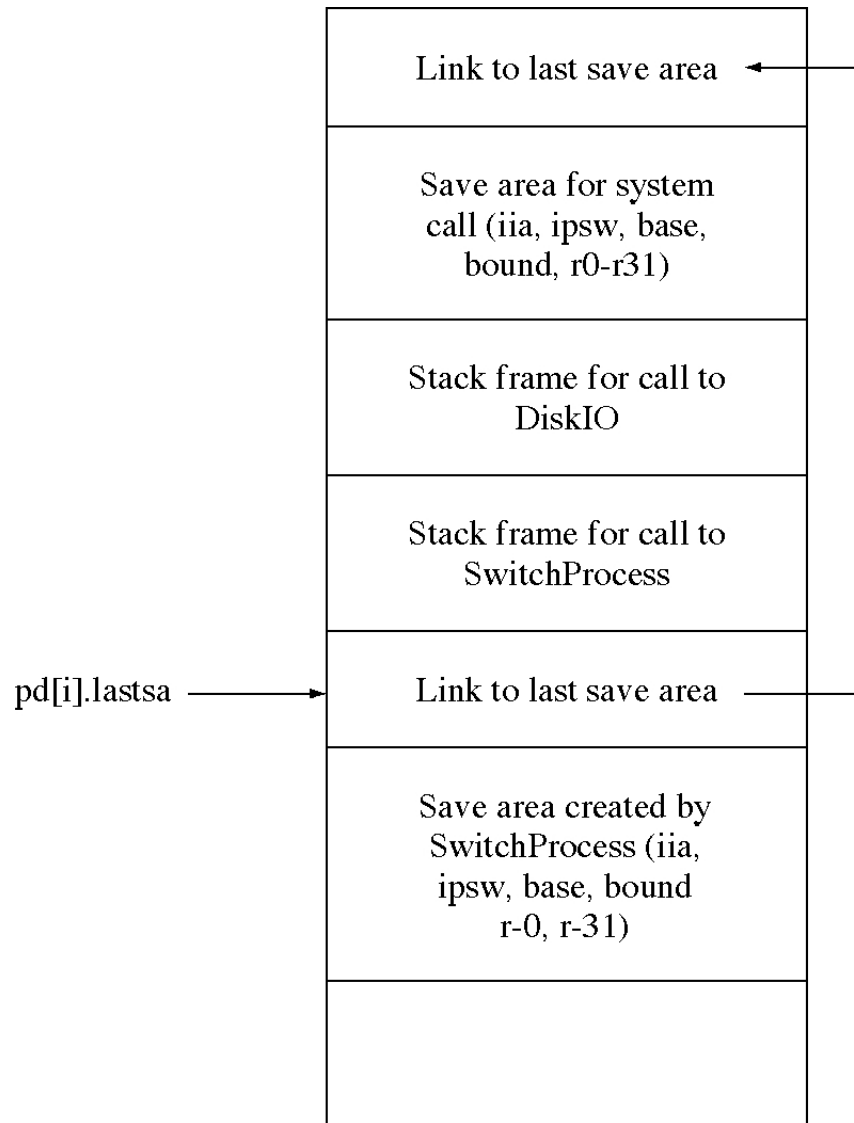 Link to last save area
Save area for system
call (iia, ipsw, base,
bound, r0-r31)
Stack frame for call to
DiskIO
Stack frame for call to
SwitchProcess
pd[i].lastsa
Link to last save area
Save area created by
SwitchProcess (iia,
ipsw, base, bound
r-0, r-31)